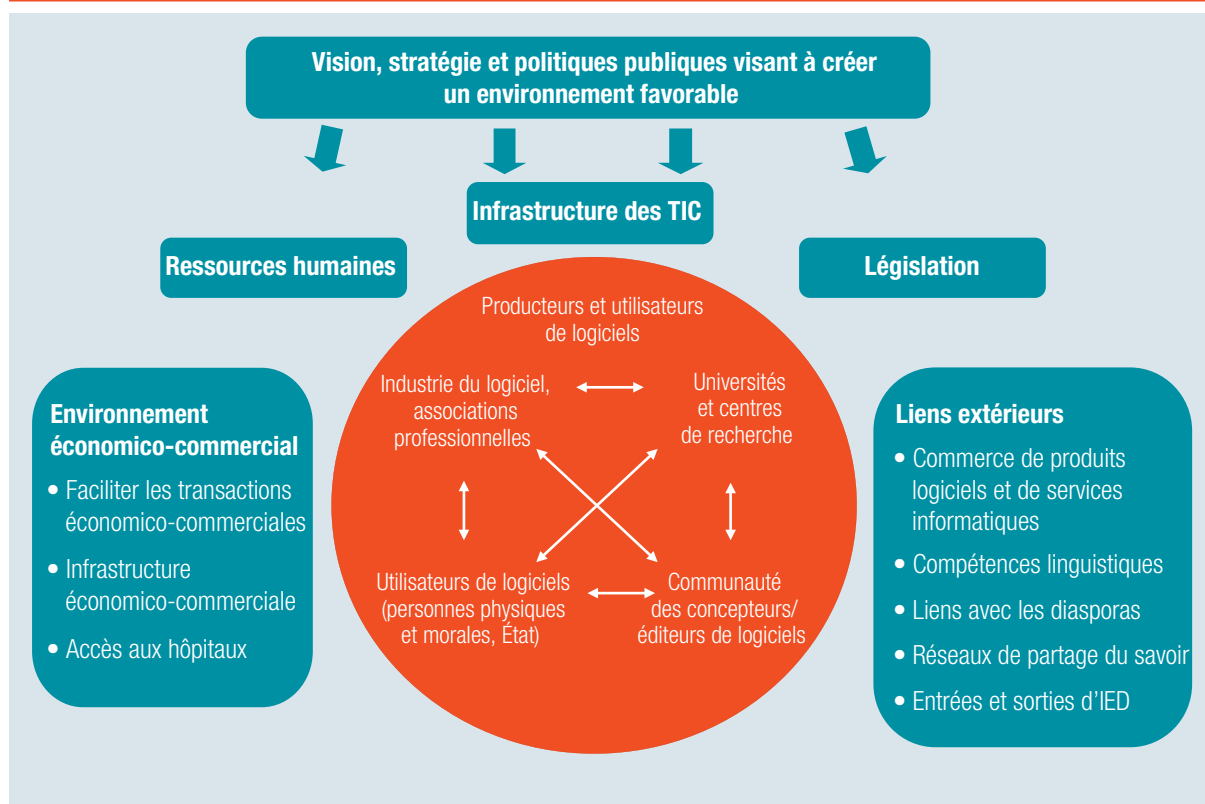 Vision, stratégie et politiques publiques visant à créer
un environnement favorable
Infrastructure des TIC
Ressources humaines
Législation
Producteurs et utilisateurs
de logiciels
Industrie du logiciel,
associations
professionnelles
Universités
et centres
de recherche
Utilisateurs de logiciels
(personnes physiques
et morales, État)
Communauté
des concepteurs/
éditeurs de logiciels
Environnement
économico-commercial
• Faciliter les transactions
économico-commerciales
• Infrastructure
économico-commerciale
• Accès aux hôpitaux
Liens extérieurs
• Commerce de produits
logiciels et de services
informatiques
• Compétences linguistiques
• Liens avec les diasporas
• Réseaux de partage du savoir
• Entrées et sorties d’IED